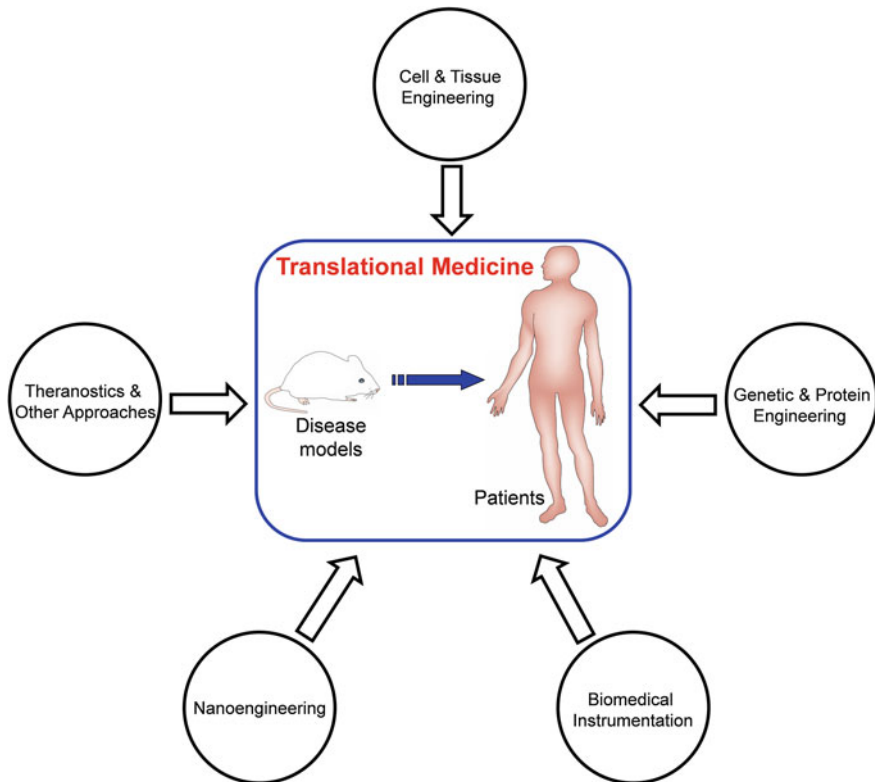 Cell & Tissue
Engineering
Translational Medicine
Theranostics &
Other Approaches
Genetic & Protein
Engineering
Disease
models
Patients
Nanoengineering
Biomedical
Instrumentation